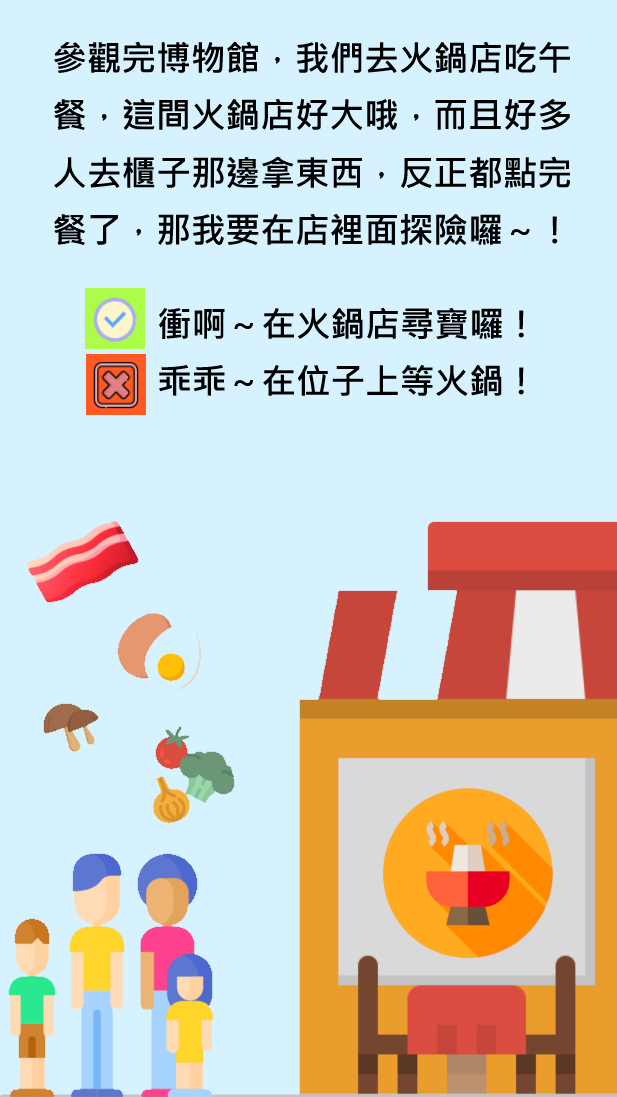 參觀完博物館，我們去火鍋店吃午
餐，這間火鍋店好大哦，而且好多
人去櫃子那邊拿東西，反正都點完
餐了，那我要在店裡面探險囉～！
衝啊～在火鍋店尋寶囉！
乖乖～在位子上等火鍋！